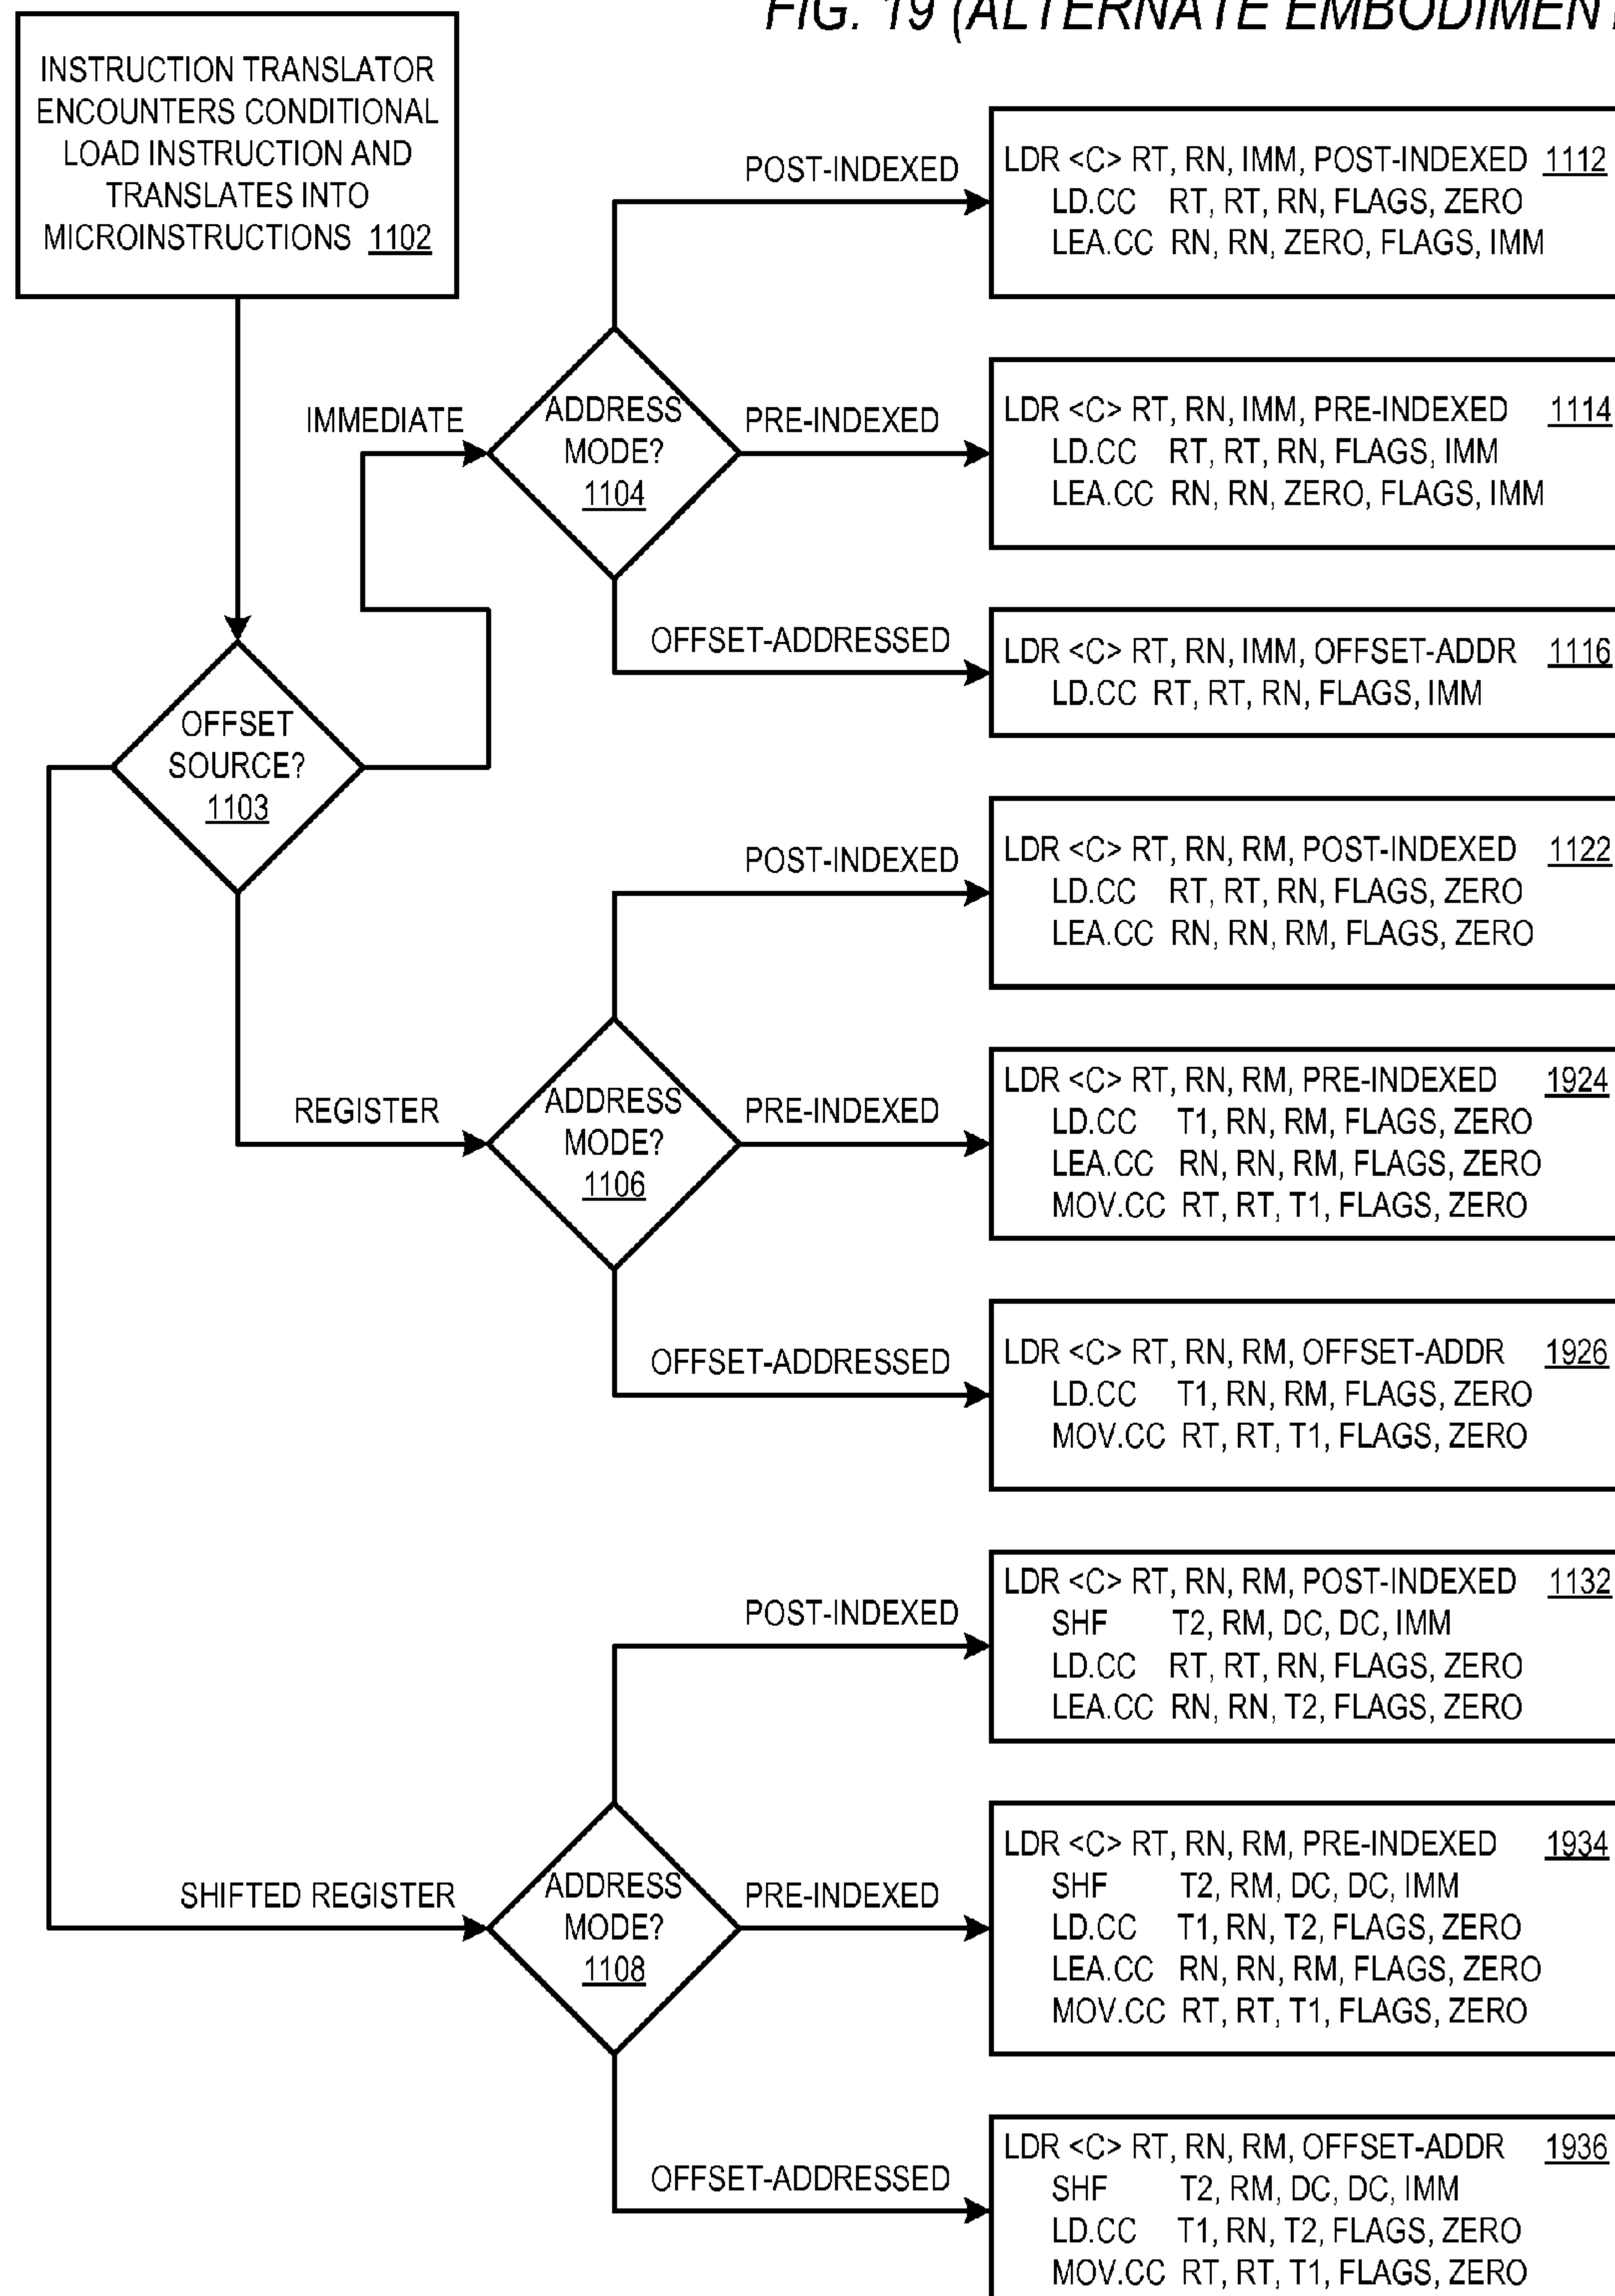 FIG. 19 (ALTERNATE EMBODIMENT
INSTRUCTION TRANSLATOR
ENCOUNTERS CONDITIONAL
LOAD INSTRUCTION AND
TRANSLATES INTO
MICROINSTRUCTIONS 1102
POST-INDEXED
LDR <C> RT, RN, IMM, POST-INDEXED 1112
LD.CC RT, RT, RN, FLAGS, ZERO
LEA.CC RN, RN, ZERO, FLAGS, IMM
IMMEDIATE
ADDRESS
MODE?
1104
PRE-INDEXED
LDR <C> RT, RN, IMM, PRE-INDEXED 1114
LD.CC RT, RT, RN, FLAGS, IMM
LEA.CC RN, RN, ZERO, FLAGS, IMM
OFFSET-ADDRESSED
LDR <C> RT, RN, IMM, OFFSET-ADDR 1116
LD.CC RT, RT, RN, FLAGS, IMM
OFFSET
SOURCE?
1103
POST-INDEXED
LDR <C> RT, RN, RM, POST-INDEXED 1122
LD.CC RT, RT, RN, FLAGS, ZERO
LEA.CC RN, RN, RM, FLAGS, ZERO
REGISTER
ADDRESS
MODE?
1106
PRE-INDEXED
LDR <C> RT, RN, RM, PRE-INDEXED 1924
LD.CC T1, RN, RM, FLAGS, ZERO
LEA.CC RN, RN, RM, FLAGS, ZERO
MOV.CC RT, RT, T1, FLAGS, ZERO
OFFSET-ADDRESSED
LDR <C> RT, RN, RM, OFFSET-ADDR 1926
LD.CC T1, RN, RM, FLAGS, ZERO
MOV.CC RT, RT, T1, FLAGS, ZERO
POST-INDEXED
LDR <C> RT, RN, RM, POST-INDEXED 1132
SHF T2, RM, DC, DC, IMM
LD.CC RT, RT, RN, FLAGS, ZERO
LEA.CC RN, RN, T2, FLAGS, ZERO
SHIFTED REGISTER
ADDRESS
MODE?
1108
PRE-INDEXED
LDR <C> RT, RN, RM, PRE-INDEXED 1934
SHF T2, RM, DC, DC, IMM
LD.CC T1, RN, T2, FLAGS, ZERO
LEA.CC RN, RN, RM, FLAGS, ZERO
MOV.CC RT, RT, T1, FLAGS, ZERO
OFFSET-ADDRESSED
LDR <C> RT, RN, RM, OFFSET-ADDR 1936
SHF T2, RM, DC, DC, IMM
LD.CC T1, RN, T2, FLAGS, ZERO
MOV.CC RT, RT, T1, FLAGS, ZERO